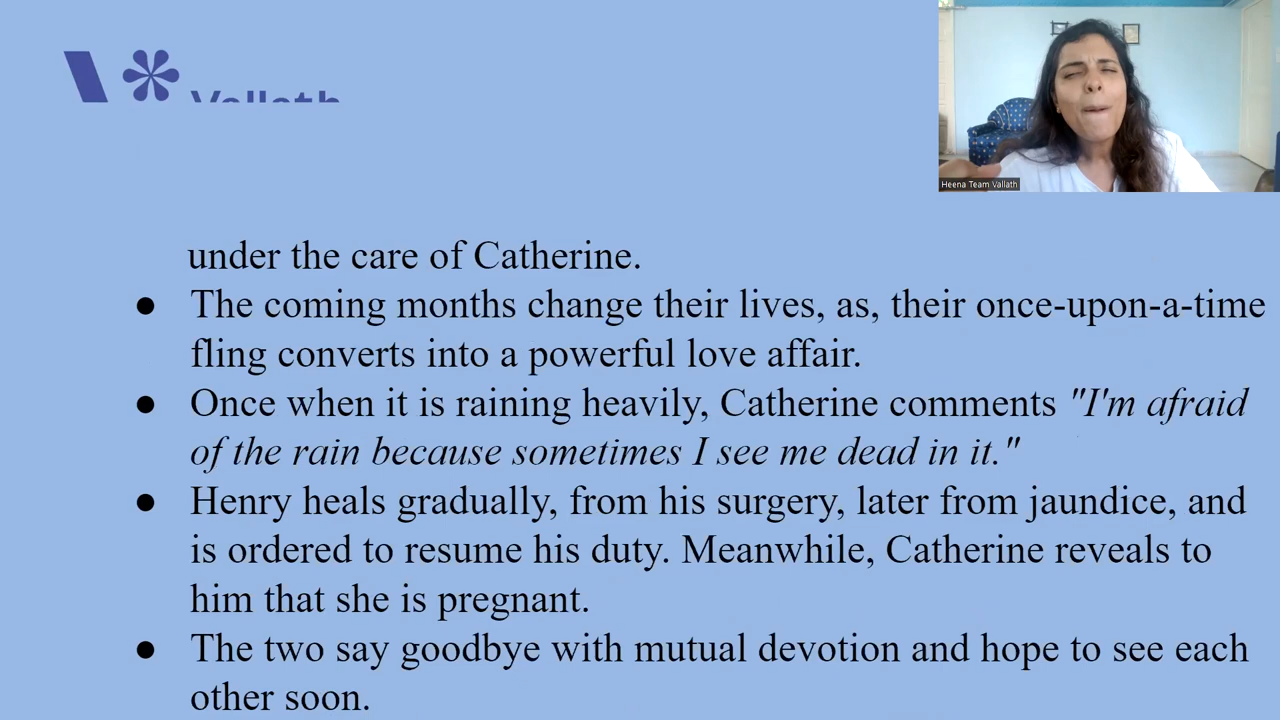 Vallath
Heena Team Vallath
under the care of Catherine.
● The coming months change their lives, as, their once-upon-a-time
fling converts into a powerful love affair.
● Once when it is raining heavily, Catherine comments "I'm afraid
of the rain because sometimes I see me dead in it."
● Henry heals gradually, from his surgery, later from jaundice, and
is ordered to resume his duty. Meanwhile, Catherine reveals to
him that she is pregnant.
● The two say goodbye with mutual devotion and hope to see each
other soon.